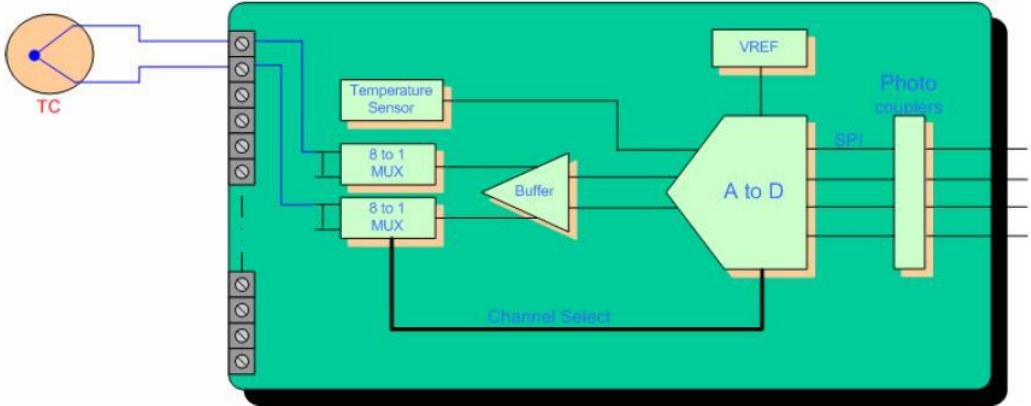 TC
VREF
Temperature
Sensor
Photo
couplers
SPI
8 to 1
MUX
Buffer
A to D
8 to 1
MUX
Channel Select